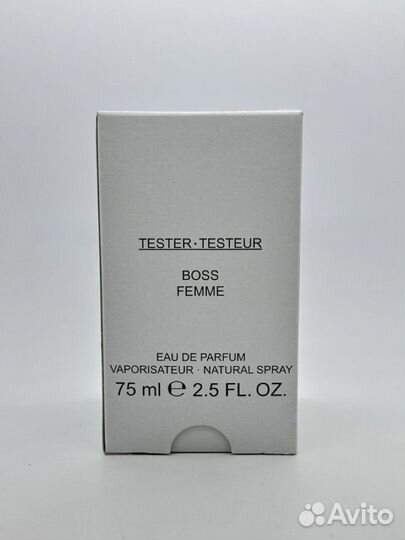 TESTER · TESTEUR
BOSS
FEMME
EAU DE PARFUM
VAPORISATEUR · NATURAL SPRAY
75 ml ℮ 2.5 FL. OZ.
Avito